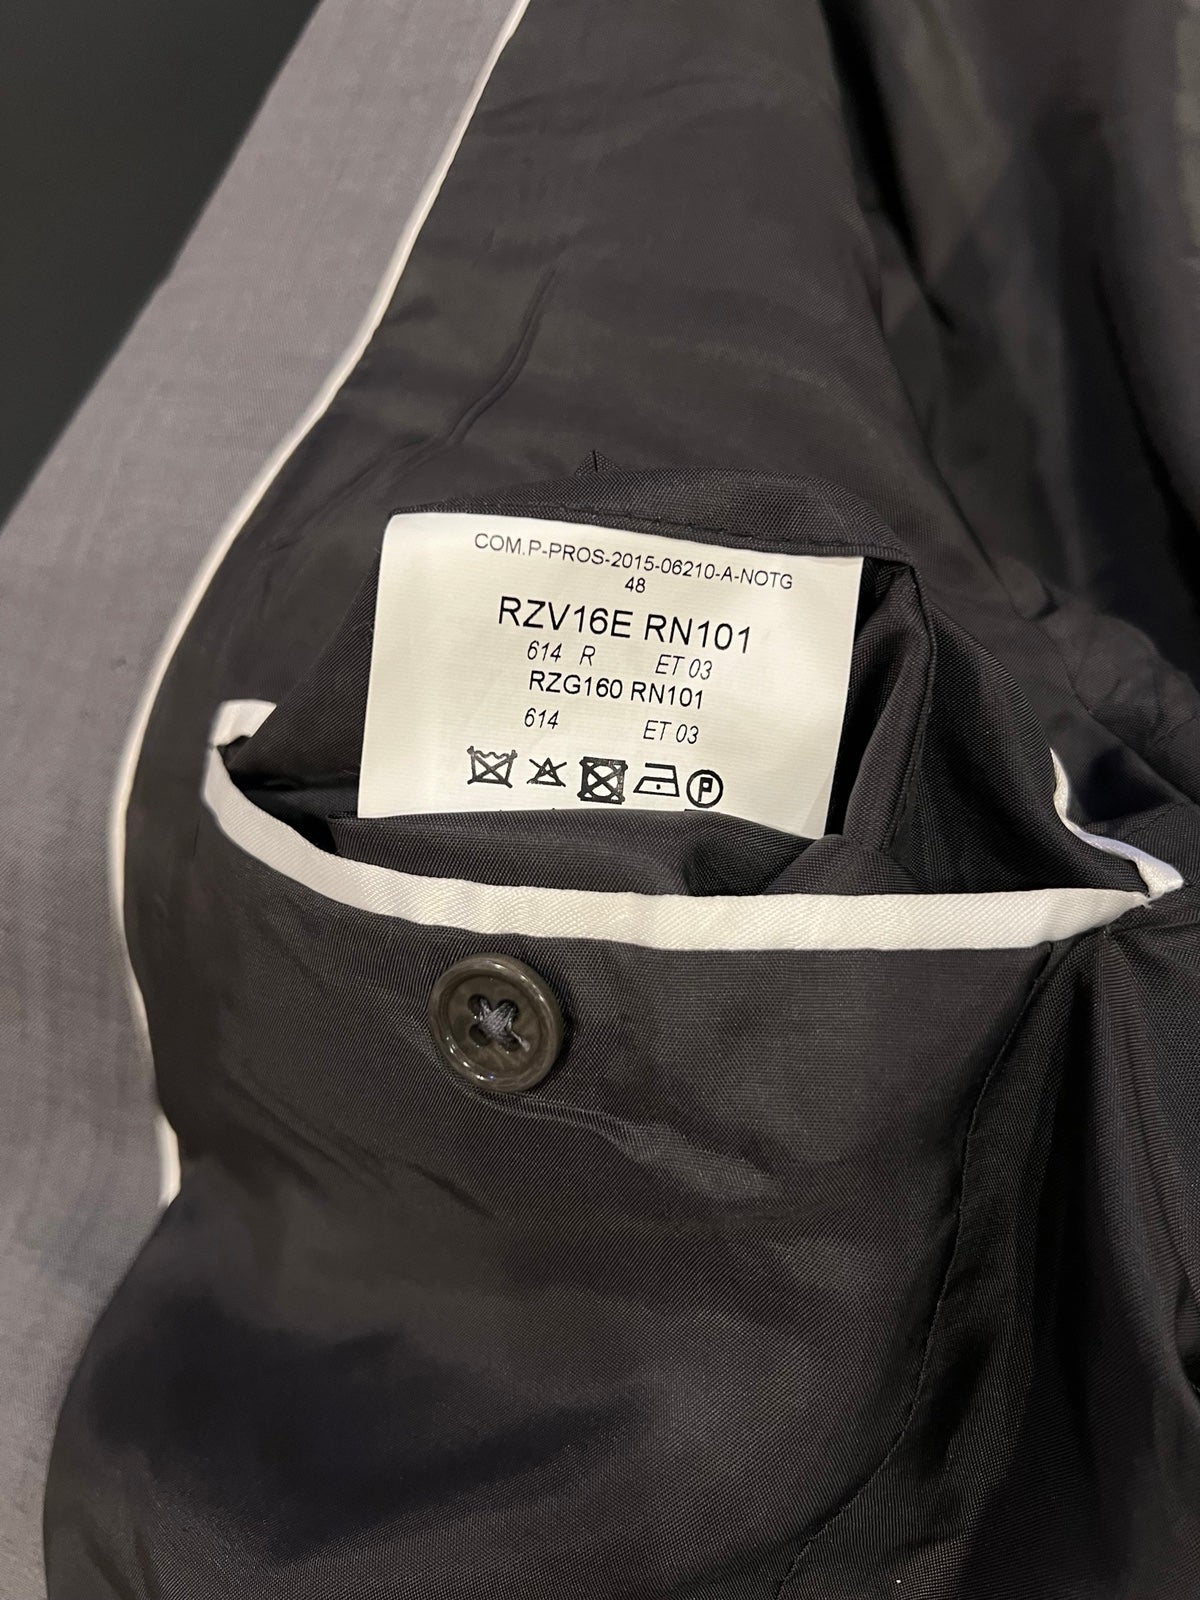 COM.P-PROS-2015-06210-A-NOTG
48
RZV16E RN101
614 R ET 03
RZG160 RN101
614 ET 03
P